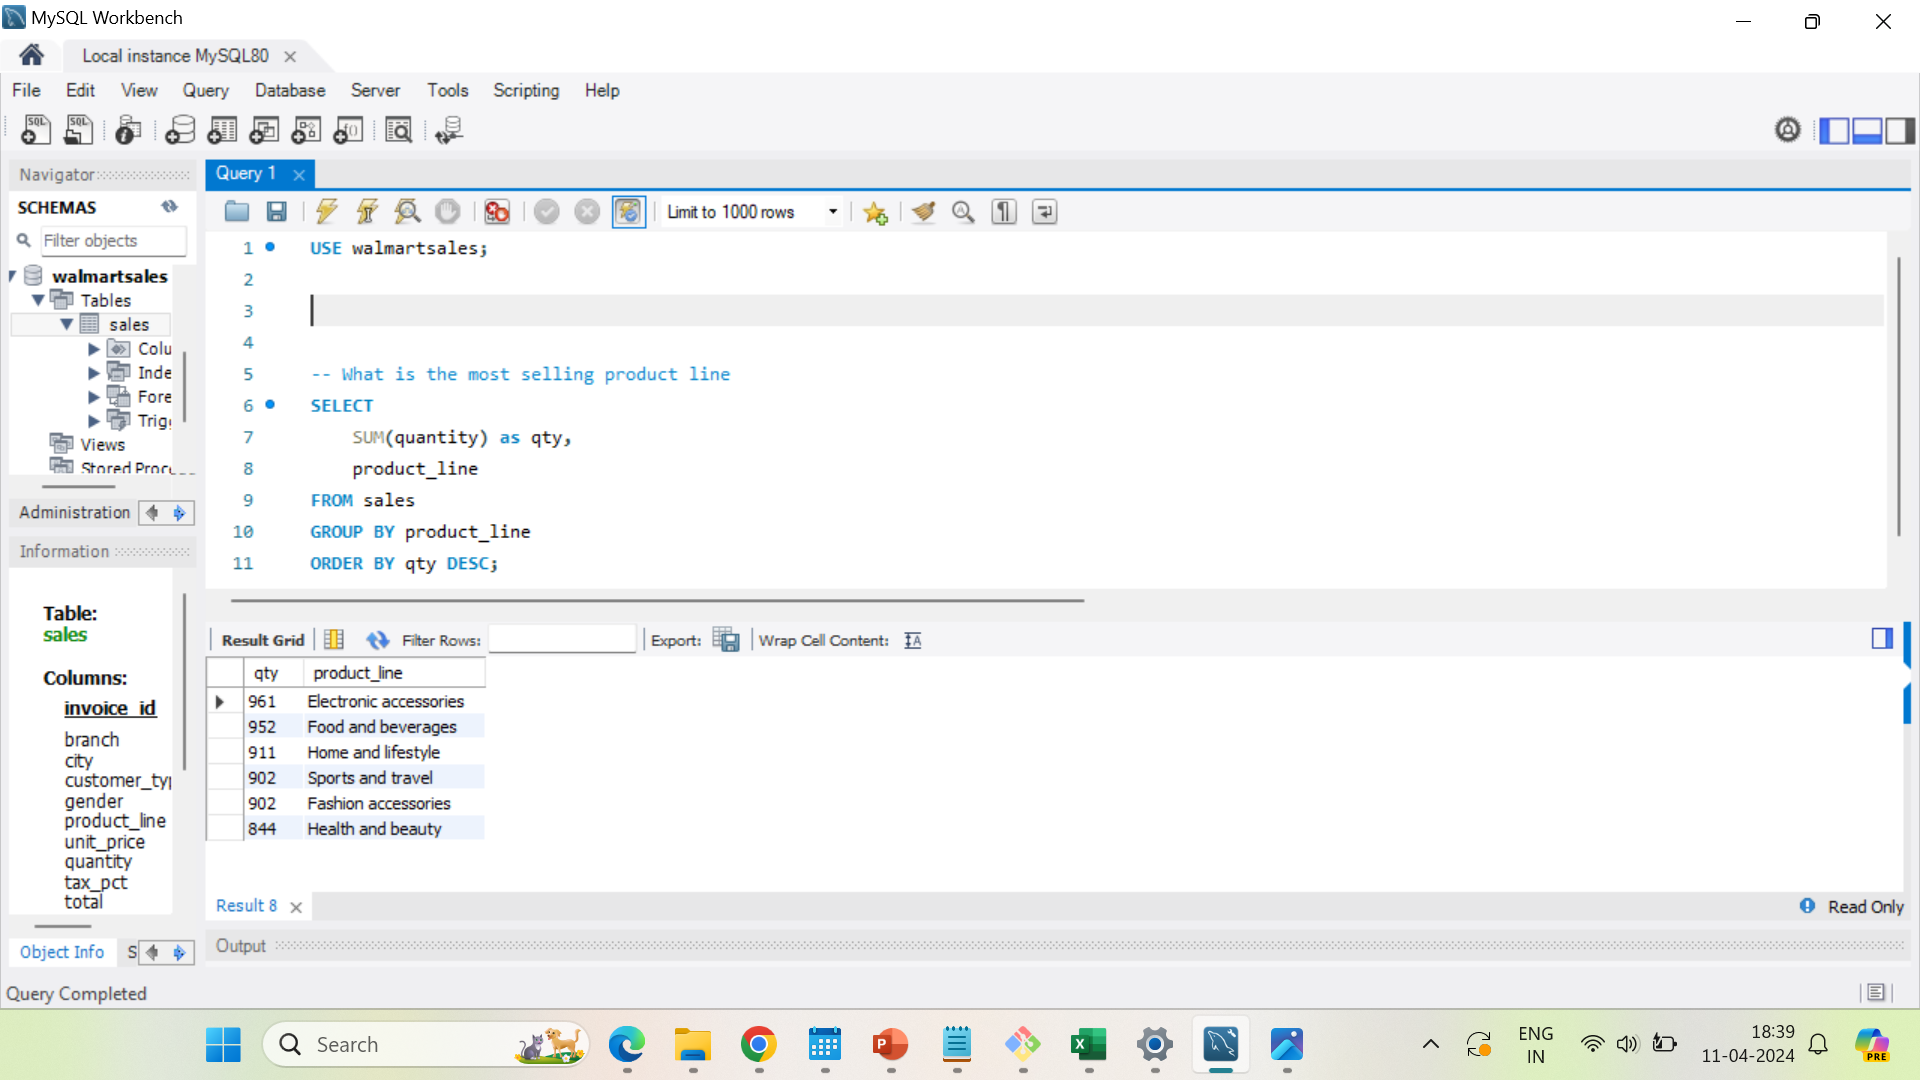 MySQL Workbench
Local instance MySQL80
File Edit View Query Database Server Tools Scripting Help
Navigator
SCHEMAS
Filter objects
walmartsales
Tables
sales
Colu
Inde
Fore
Trig
Views
Stored Proc
Administration
Information
Table:
sales
Columns:
invoice_id
branch
city
customer_typ
gender
product_line
unit_price
quantity
tax_pct
total
Object Info S
Query 1
Limit to 1000 rows
1 USE walmartsales;
2
3
4
5 -- What is the most selling product line
6 SELECT
7 SUM(quantity) as qty,
8 product_line
9 FROM sales
10 GROUP BY product_line
11 ORDER BY qty DESC;
Result Grid Filter Rows: Export: Wrap Cell Content:
qty product_line
961 Electronic accessories
952 Food and beverages
911 Home and lifestyle
902 Sports and travel
902 Fashion accessories
844 Health and beauty
Result 8 Read Only
Output
Query Completed
Search
ENG
IN
18:39
11-04-2024
PRE